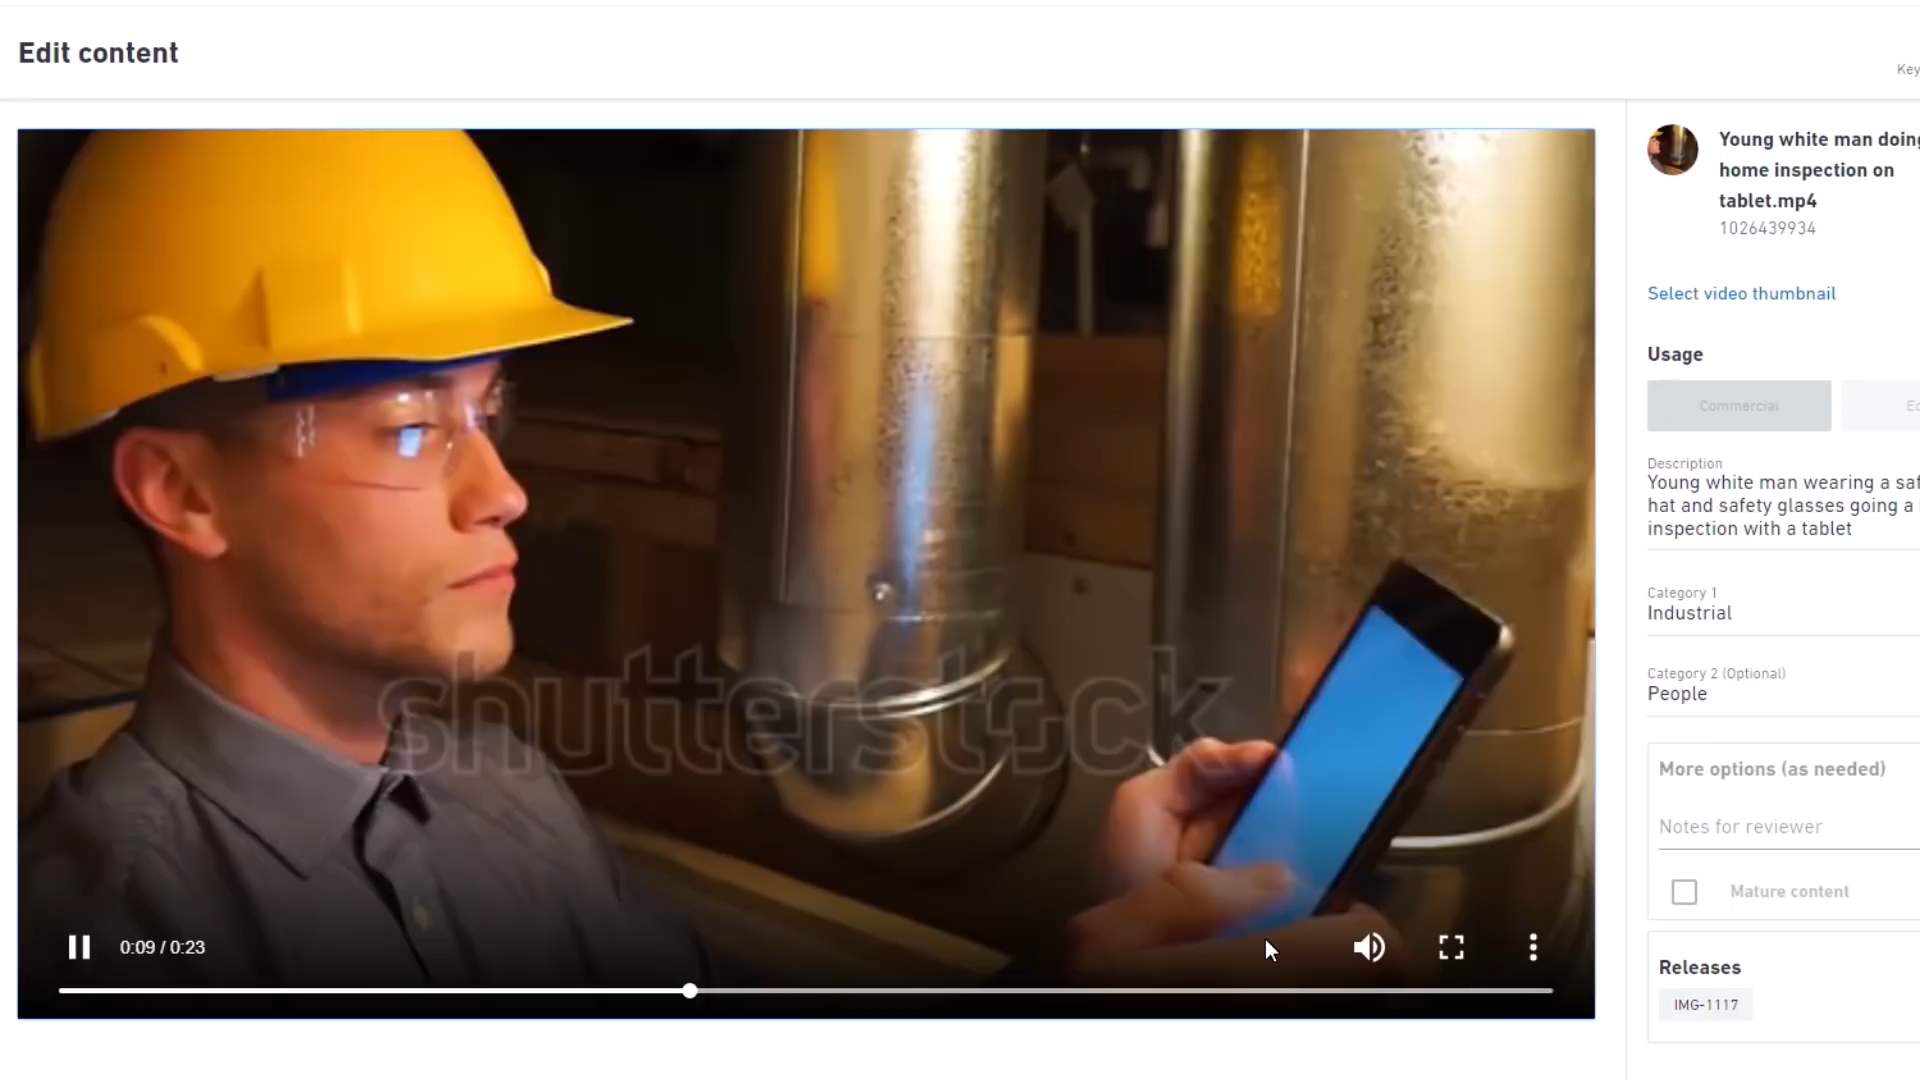 Edit content
Key
Young white man doing
home inspection on
tablet.mp4
1026439934
Select video thumbnail
Usage
Commercial
Description
Young white man wearing a
hat and safety glasses going a
inspection with a tablet
Category 1
Industrial
Category 2 (Optional)
People
More options (as needed)
Notes for reviewer
Mature content
Releases
IMG-1117
shutterstock
0:09 / 0:23